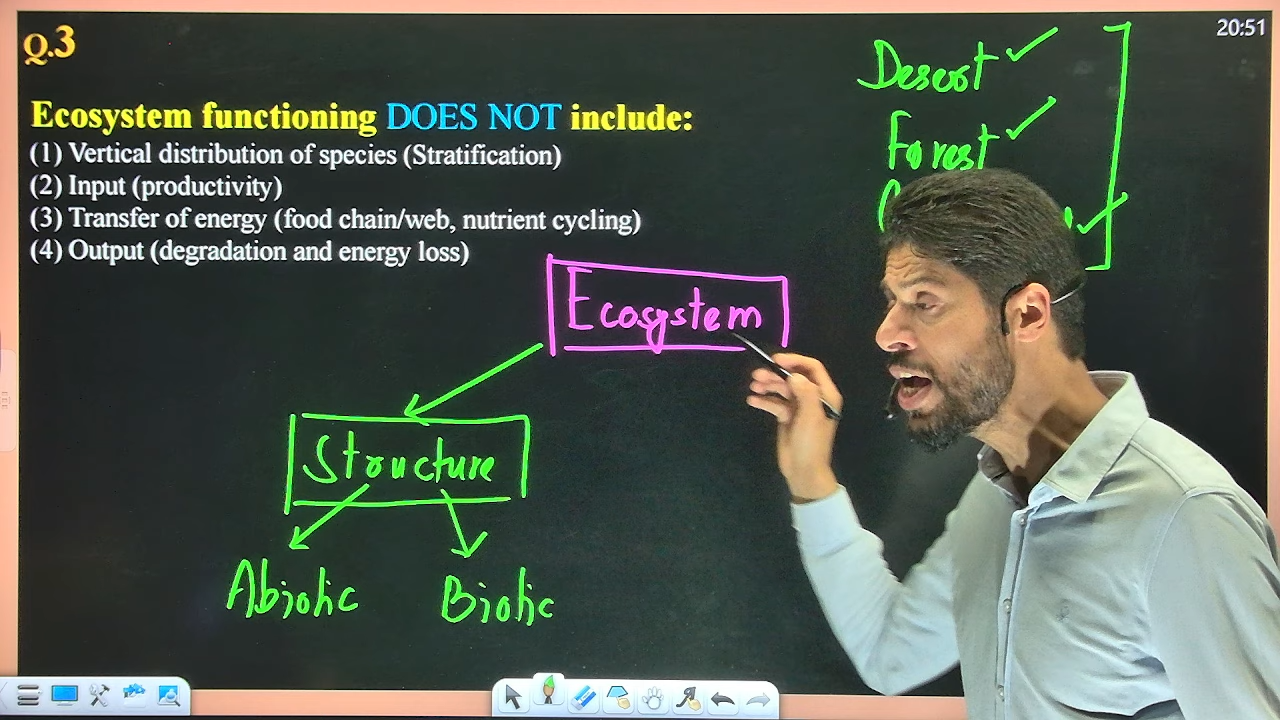 Q.3
20:51
Ecosystem functioning DOES NOT include:
(1) Vertical distribution of species (Stratification)
(2) Input (productivity)
(3) Transfer of energy (food chain/web, nutrient cycling)
(4) Output (degradation and energy loss)
Desert
Forest
Ecosystem
Structure
Abiotic
Biotic